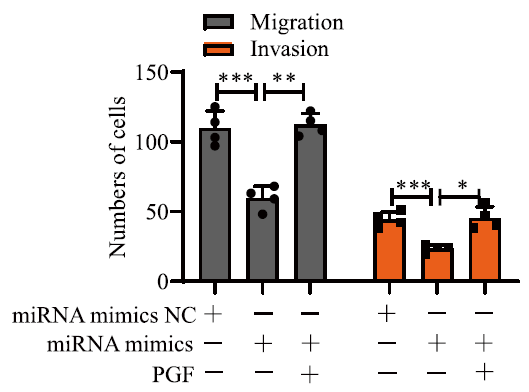 Migration
Invasion
Numbers of cells
150
100
50
0
*** **
*** *
miRNA mimics NC + — — + — —
miRNA mimics — + + — + +
PGF — — + — — +